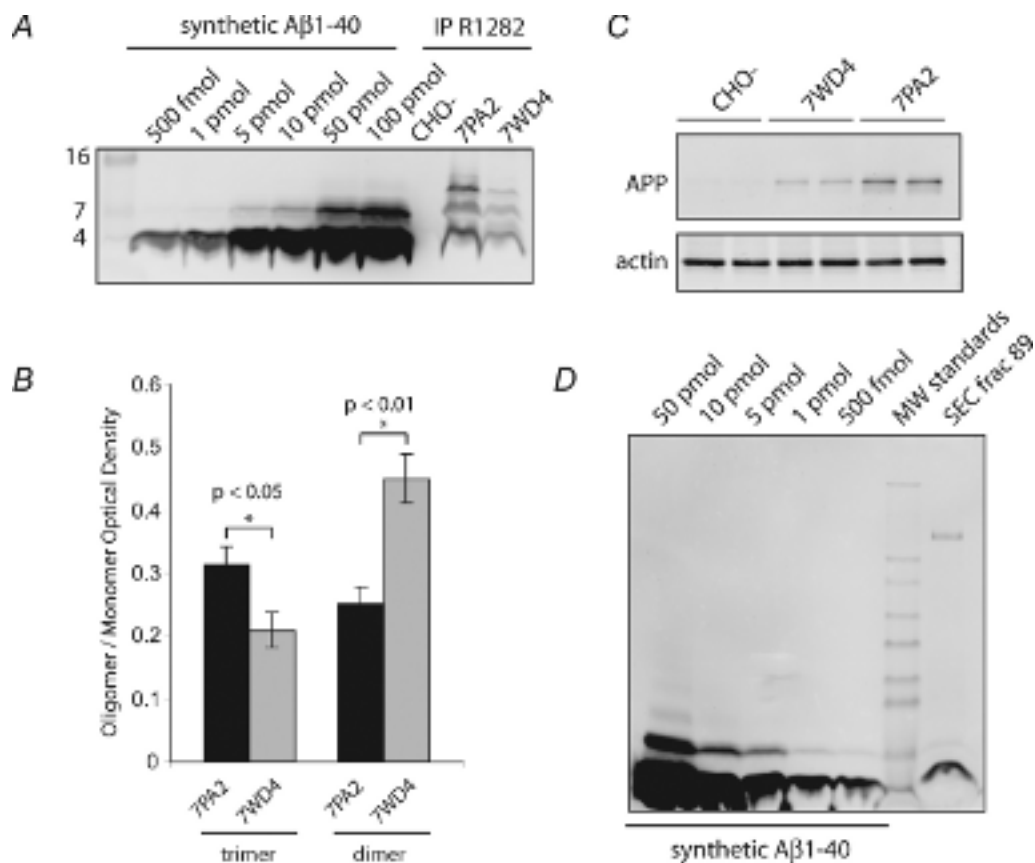 A
synthetic Aβ1-40
IP R1282
500 fmol
1 pmol
5 pmol
10 pmol
50 pmol
100 pmol
CHO-
7PA2
7WD4
16
7
4
C
CHO-
7WD4
7PA2
APP
actin
B
0.6
0.5
0.4
0.3
0.2
0.1
0
Oligomer / Monomer Optical Density
p < 0.05
*
p < 0.01
*
7PA2
7WD4
7PA2
7WD4
trimer
dimer
D
50 pmol
10 pmol
5 pmol
1 pmol
500 fmol
MW standards
SEC frac 89
synthetic Aβ1-40